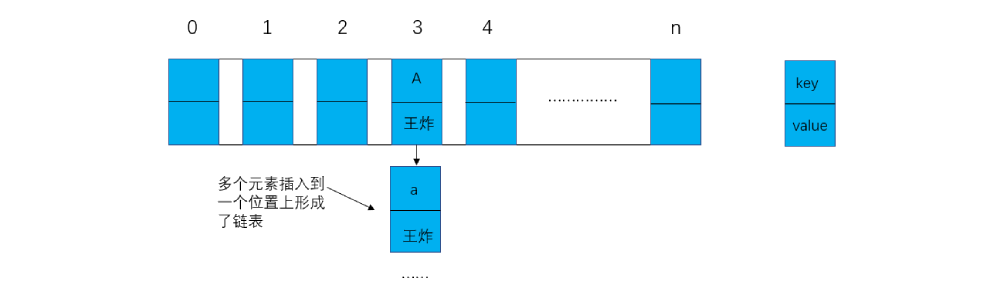 0 1 2 3 4 n
A
key
……………
王炸
value
a
多个元素插入到
一个位置上形成
了链表
王炸
……